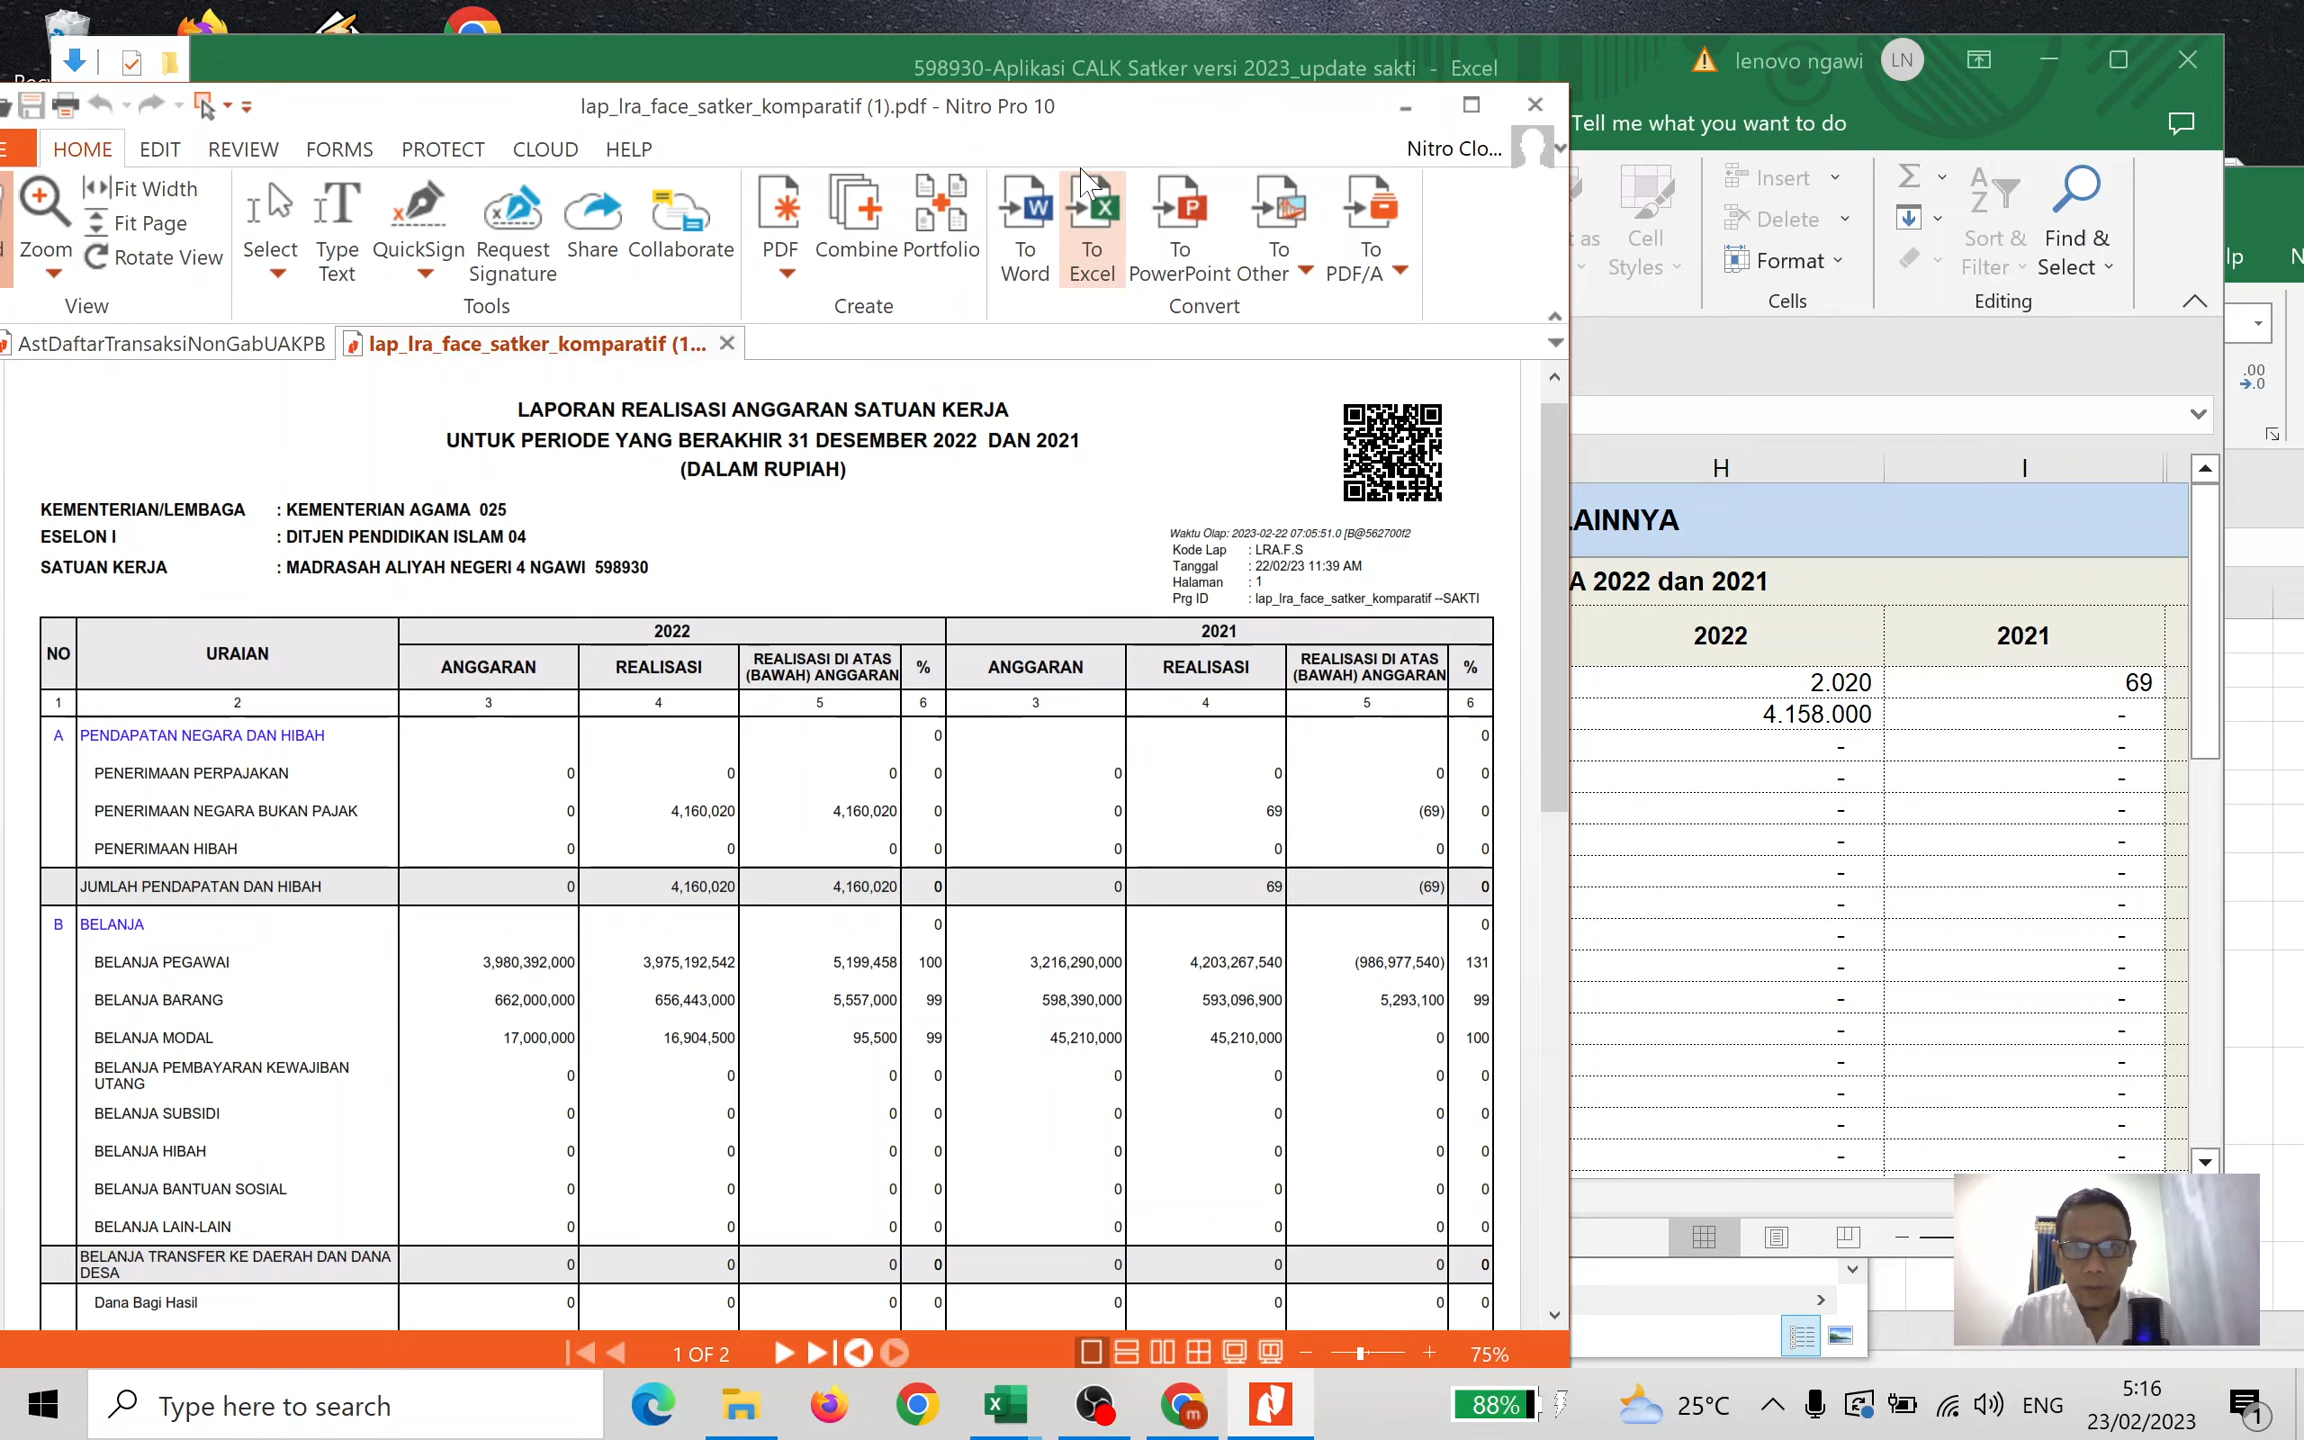 598930-Aplikasi CALK Satker versi 2023_update sakti - Excel
lenovo ngawi
LN
lap_lra_face_satker_komparatif (1).pdf - Nitro Pro 10
Tell me what you want to do
HOME EDIT REVIEW FORMS PROTECT CLOUD HELP
Nitro Clo...
Zoom
Fit Width
Fit Page
Rotate View
View
Select
Type Text
QuickSign
Request Signature
Share
Collaborate
Tools
PDF
Combine
Portfolio
Create
To Word
To Excel
To PowerPoint
To Other
To PDF/A
Convert
Cell Styles
Insert
Delete
Format
Cells
Sort & Filter
Find & Select
Editing
AstDaftarTransaksiNonGabUAKPB
lap_lra_face_satker_komparatif (1...
LAPORAN REALISASI ANGGARAN SATUAN KERJA
UNTUK PERIODE YANG BERAKHIR 31 DESEMBER 2022 DAN 2021
(DALAM RUPIAH)
KEMENTERIAN/LEMBAGA : KEMENTERIAN AGAMA 025
ESELON I : DITJEN PENDIDIKAN ISLAM 04
SATUAN KERJA : MADRASAH ALIYAH NEGERI 4 NGAWI 598930
Waktu Olap: 2023-02-22 07:05:51.0 [B@562700f2
Kode Lap : LRA.F.S
Tanggal : 22/02/23 11:39 AM
Halaman : 1
Prg ID : lap_lra_face_satker_komparatif --SAKTI
NO URAIAN 2022 2021
ANGGARAN REALISASI REALISASI DI ATAS (BAWAH) ANGGARAN % ANGGARAN REALISASI REALISASI DI ATAS (BAWAH) ANGGARAN %
1 2 3 4 5 6 3 4 5 6
A PENDAPATAN NEGARA DAN HIBAH 0 0
PENERIMAAN PERPAJAKAN 0 0 0 0 0 0 0 0
PENERIMAAN NEGARA BUKAN PAJAK 0 4,160,020 4,160,020 0 0 69 (69) 0
PENERIMAAN HIBAH 0 0 0 0 0 0 0 0
JUMLAH PENDAPATAN DAN HIBAH 0 4,160,020 4,160,020 0 0 69 (69) 0
B BELANJA 0 0
BELANJA PEGAWAI 3,980,392,000 3,975,192,542 5,199,458 100 3,216,290,000 4,203,267,540 (986,977,540) 131
BELANJA BARANG 662,000,000 656,443,000 5,557,000 99 598,390,000 593,096,900 5,293,100 99
BELANJA MODAL 17,000,000 16,904,500 95,500 99 45,210,000 45,210,000 0 100
BELANJA PEMBAYARAN KEWAJIBAN UTANG 0 0 0 0 0 0 0 0
BELANJA SUBSIDI 0 0 0 0 0 0 0 0
BELANJA HIBAH 0 0 0 0 0 0 0 0
BELANJA BANTUAN SOSIAL 0 0 0 0 0 0 0 0
BELANJA LAIN-LAIN 0 0 0 0 0 0 0 0
BELANJA TRANSFER KE DAERAH DAN DANA DESA 0 0 0 0 0 0 0 0
Dana Bagi Hasil 0 0 0 0 0 0 0 0
H I
LAINNYA
A 2022 dan 2021
2022 2021
2.020 69
4.158.000 -
- -
- -
- -
- -
- -
- -
- -
- -
- -
- -
- -
- -
- -
- -
1 OF 2
75%
Type here to search
88%
25°C
ENG
5:16
23/02/2023
1